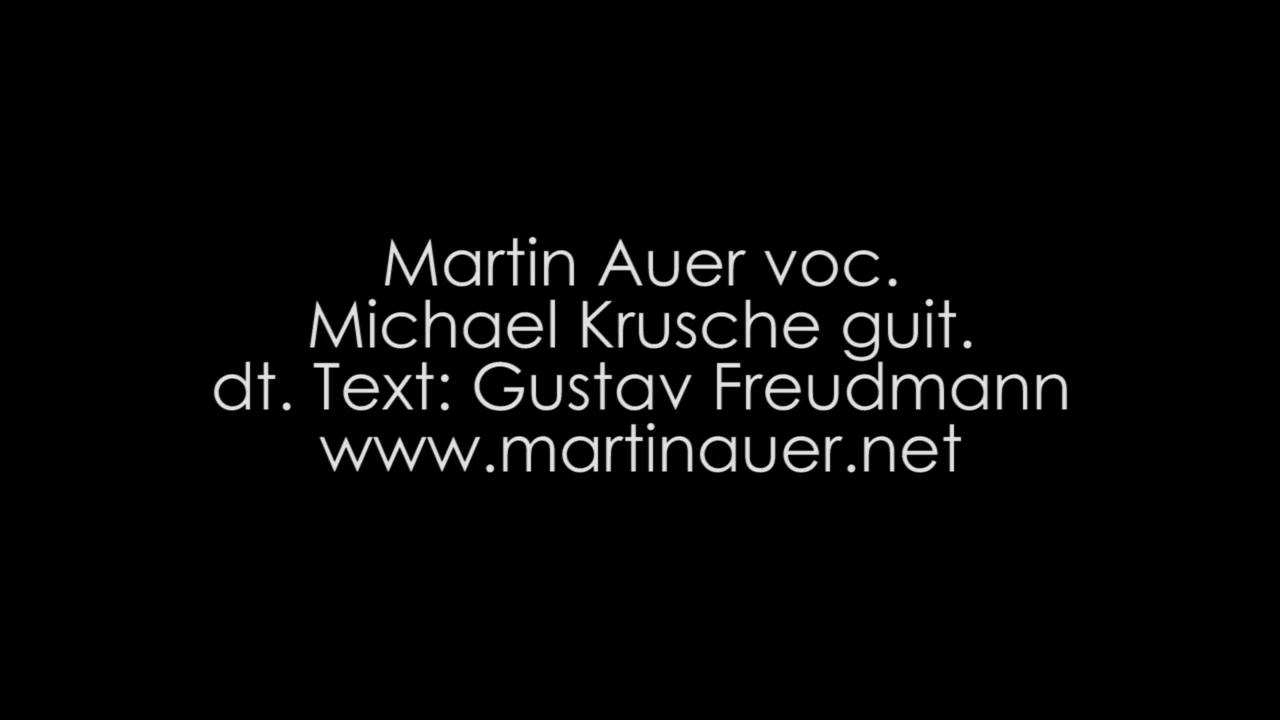 Martin Auer voc.
Michael Krusche guit.
dt. Text: Gustav Freudmann
www.martinauer.net